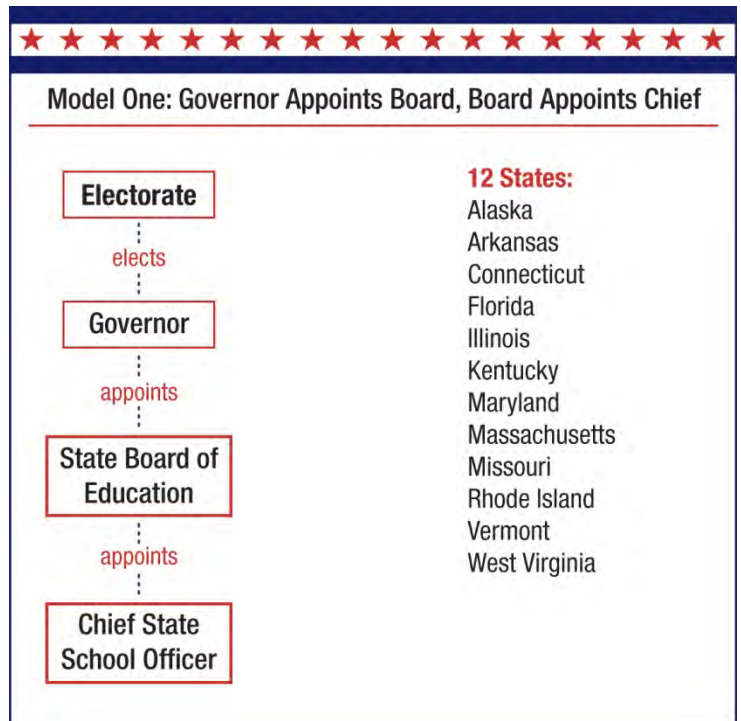 Model One: Governor Appoints Board, Board Appoints Chief
Electorate
elects
Governor
appoints
State Board of
Education
appoints
Chief State
School Officer
12 States:
Alaska
Arkansas
Connecticut
Florida
Illinois
Kentucky
Maryland
Massachusetts
Missouri
Rhode Island
Vermont
West Virginia